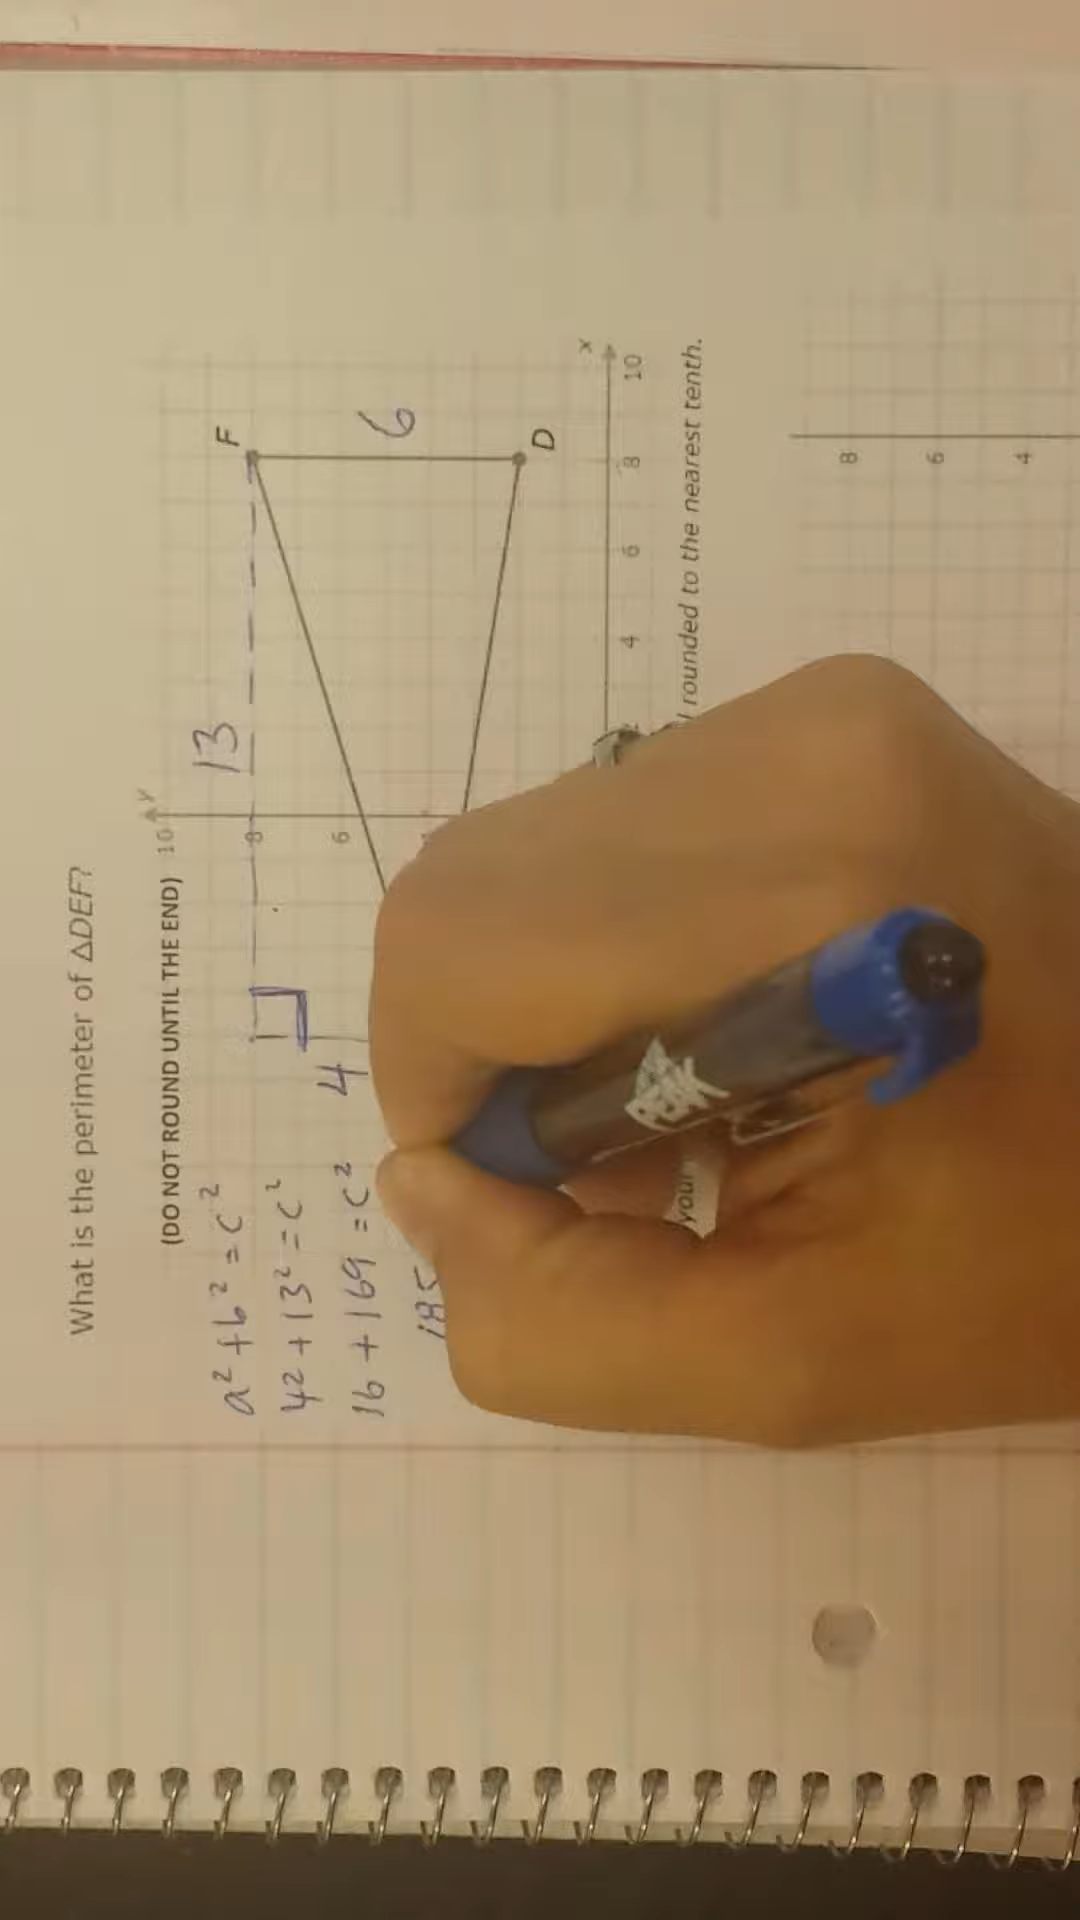 What is the perimeter of △DEF?
(DO NOT ROUND UNTIL THE END)
a² + b² = c²
4² + 13² = c²
16 + 169 = c²
185
4
13
6
y
10
8
6
F
D
x
4
6
8
10
your
rounded to the nearest tenth.
8
6
4